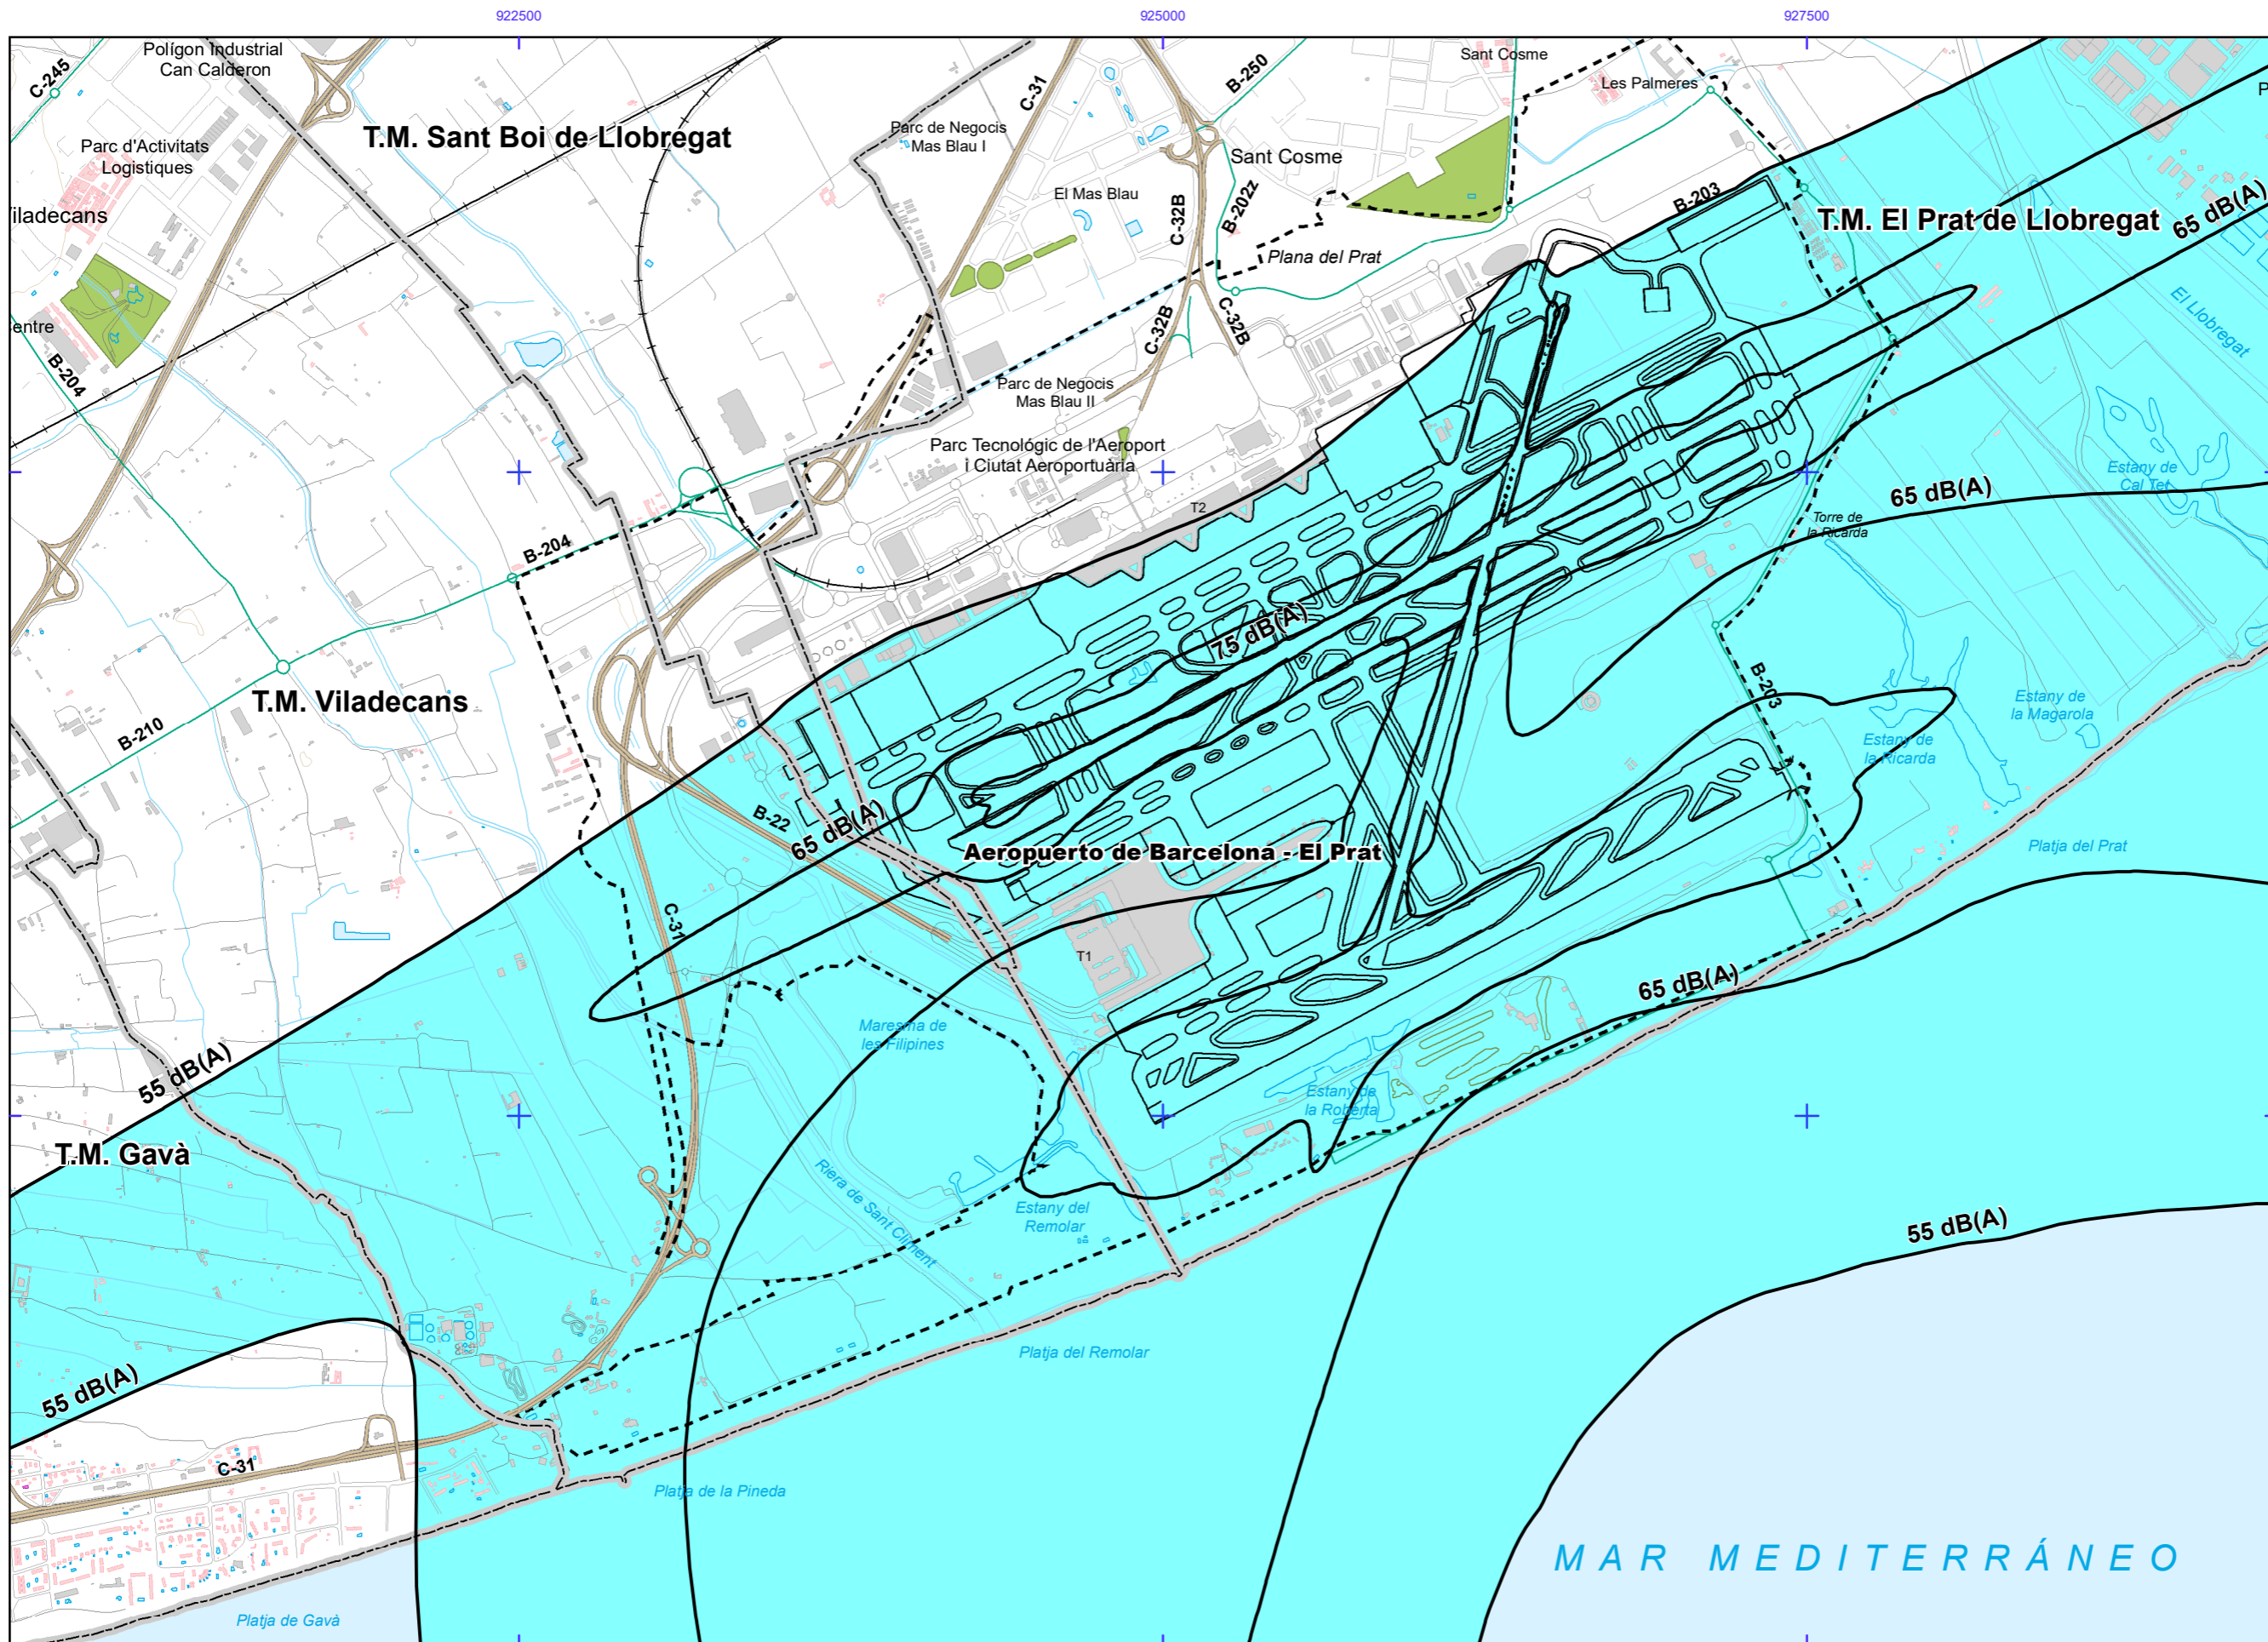 922500
925000
927500
Polígon Industrial
Can Calderon
C-245
T.M. Sant Boi de Llobregat
Parc d'Activitats
Logistiques
iladecans
entre
B-204
C-31
B-250
Parc de Negocis
Mas Blau I
El Mas Blau
Sant Cosme
Sant Cosme
Les Palmeres
P
C-32B
B-202z
B-203
T.M. El Prat de Llobregat
65 dB(A)
Plana del Prat
El Llobregat
C-32B
C-32B
Parc de Negocis
Mas Blau II
Parc Tecnológic de l'Aeroport
i Ciutat Aeroportuària
T2
Estany de
Cal Tet
65 dB(A)
Torre de
la Ricarda
B-204
75 dB(A)
T.M. Viladecans
B-210
B-203
Estany de
la Magarola
Estany de
la Ricarda
B-22
65 dB(A)
Aeropuerto de Barcelona - El Prat
Platja del Prat
C-31
T1
65 dB(A)
Maresma de
les Filipines
55 dB(A)
T.M. Gavà
Estany de
la Roberta
Riera de Sant Climent
Estany del
Remolar
55 dB(A)
Platja del Remolar
55 dB(A)
C-31
Platja de la Pineda
MAR MEDITERRÁNEO
Platja de Gavà